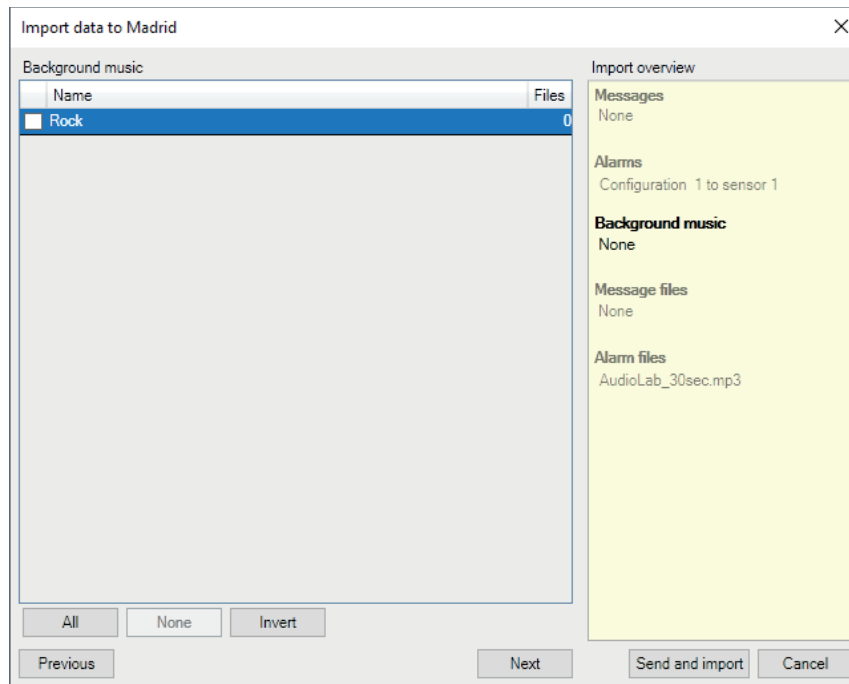 Import data to Madrid
Background music
Name Files
Rock 0
All None Invert
Previous Next
Import overview
Messages
None
Alarms
Configuration 1 to sensor 1
Background music
None
Message files
None
Alarm files
AudioLab_30sec.mp3
Send and import Cancel